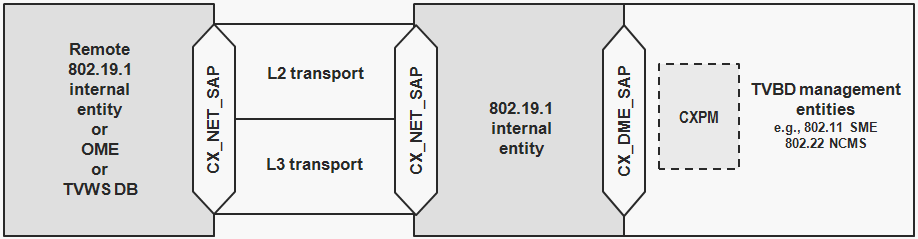 Remote
802.19.1
internal
entity
or
OME
or
TVWS DB
CX_NET_SAP
L2 transport
L3 transport
CX_NET_SAP
802.19.1
internal
entity
CX_DME_SAP
CXPM
TVBD management
entities
e.g., 802.11 SME
802.22 NCMS